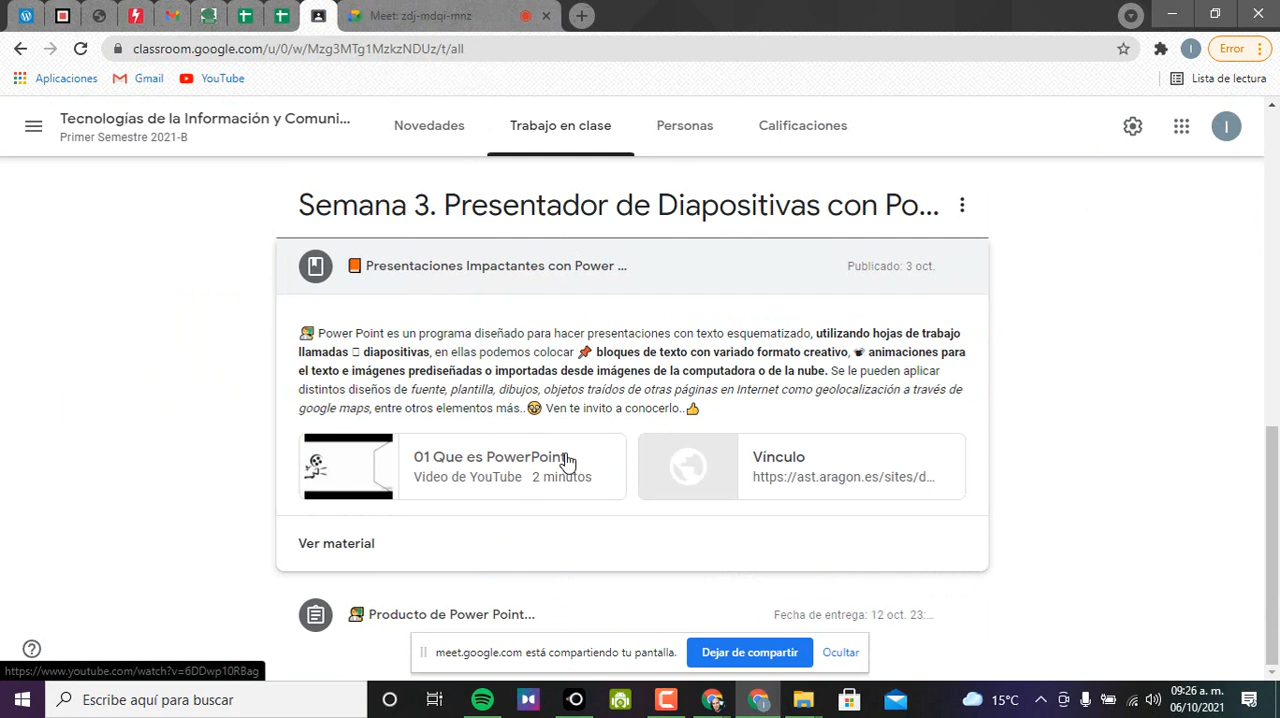 Meet: zdj-mdqi-mnz
classroom.google.com/u/0/w/Mzg3MTg1MzkzNDUz/t/all
Error
Aplicaciones
Gmail
YouTube
Lista de lectura
Tecnologías de la Información y Comuni...
Primer Semestre 2021-B
Novedades
Trabajo en clase
Personas
Calificaciones
I
Semana 3. Presentador de Diapositivas con Po...
Presentaciones Impactantes con Power ...
Publicado: 3 oct.
Power Point es un programa diseñado para hacer presentaciones con texto esquematizado, utilizando hojas de trabajo
llamadas diapositivas, en ellas podemos colocar bloques de texto con variado formato creativo, animaciones para
el texto e imágenes prediseñadas o importadas desde imágenes de la computadora o de la nube. Se le pueden aplicar
distintos diseños de fuente, plantilla, dibujos, objetos traídos de otras páginas en Internet como geolocalización a través de
google maps, entre otros elementos más.. Ven te invito a conocerlo..
01 Que es PowerPoint
Video de YouTube 2 minutos
Vínculo
https://ast.aragon.es/sites/d...
Ver material
Producto de Power Point...
Fecha de entrega: 12 oct. 23:...
meet.google.com está compartiendo tu pantalla.
Dejar de compartir
Ocultar
https://www.youtube.com/watch?v=6DDwp10RBag
Escribe aquí para buscar
15°C
09:26 a. m.
06/10/2021